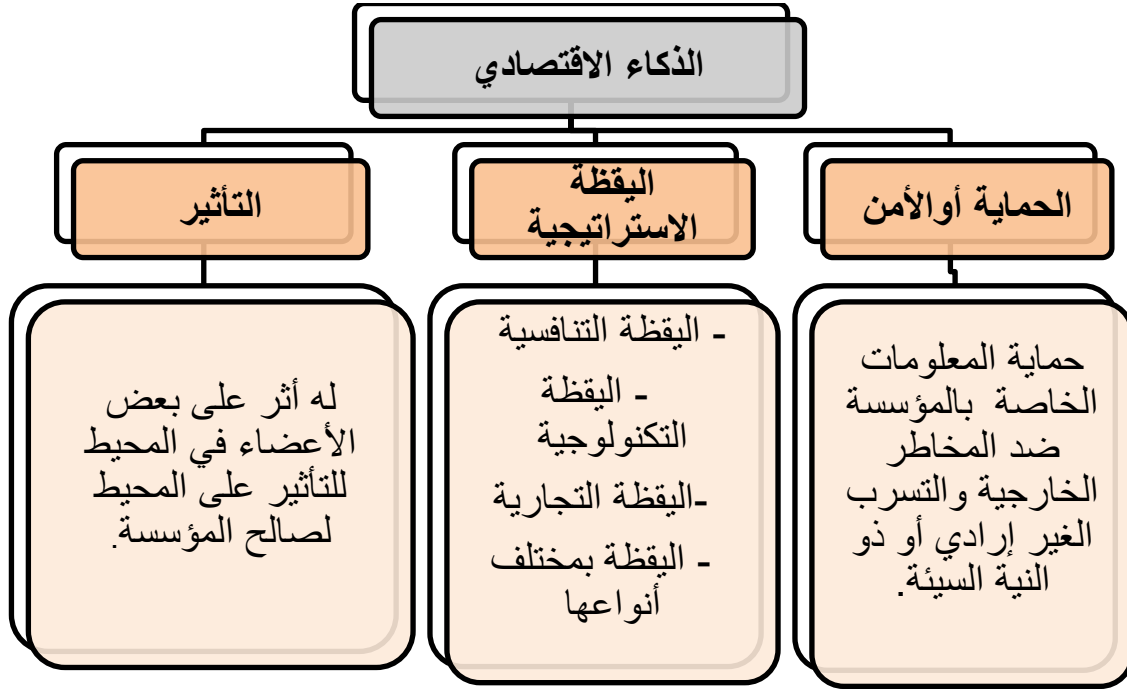 الذكاء الاقتصادي
الحماية أوالأمن
اليقظة
الاستراتيجية
التأثير
حماية المعلومات
الخاصة بالمؤسسة
ضد المخاطر
الخارجية والتسرب
الغير إرادي أو ذو
النية السيئة.
- اليقظة التنافسية
- اليقظة
التكنولوجية
-اليقظة التجارية
- اليقظة بمختلف
أنواعها
له أثر على بعض
الأعضاء في المحيط
للتأثير على المحيط
لصالح المؤسسة.